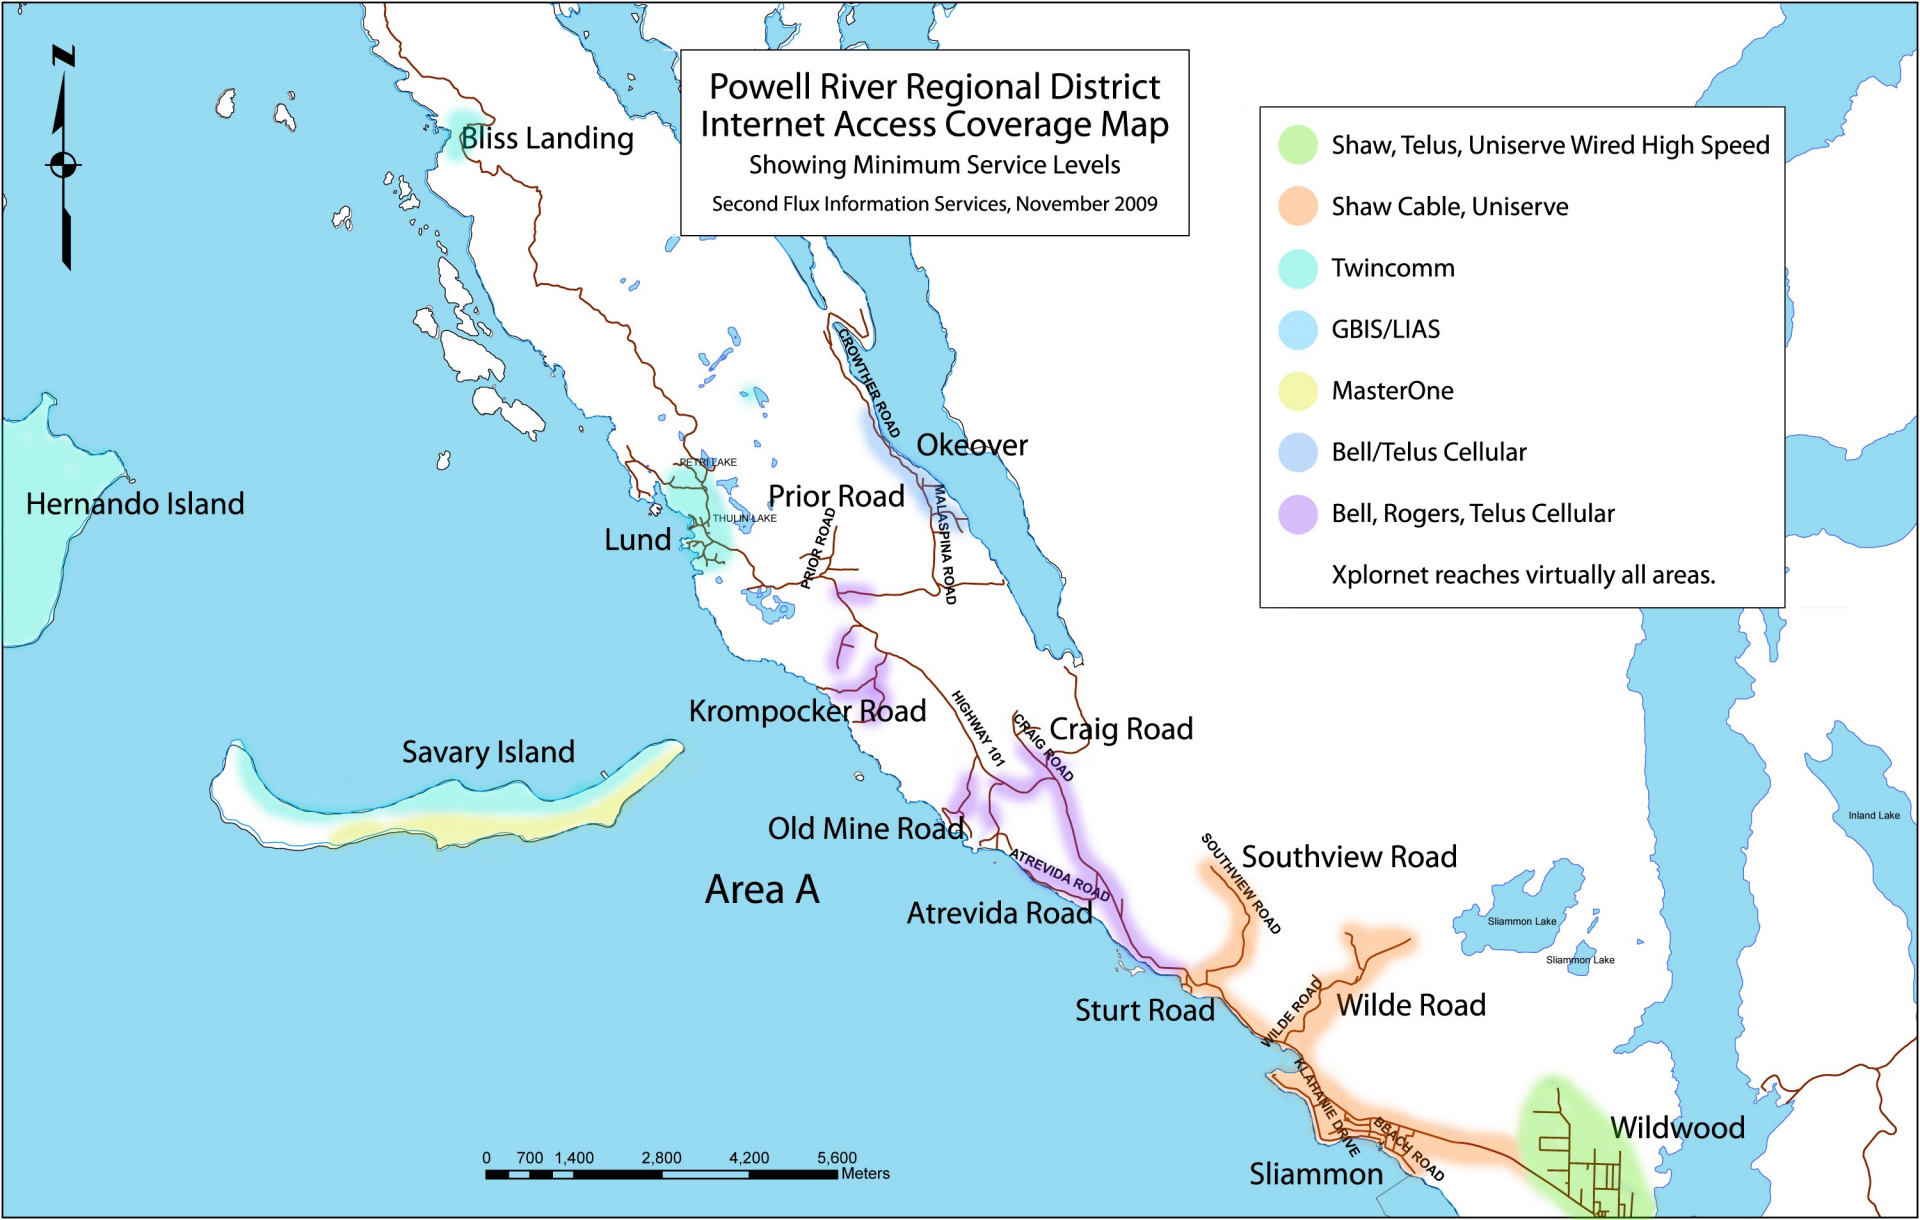 N
Powell River Regional District
Internet Access Coverage Map
Showing Minimum Service Levels
Second Flux Information Services, November 2009
Shaw, Telus, Uniserve Wired High Speed
Shaw Cable, Uniserve
Twincomm
GBIS/LIAS
MasterOne
Bell/Telus Cellular
Bell, Rogers, Telus Cellular
Xplornet reaches virtually all areas.
Bliss Landing
CROWTHER ROAD
Okeover
PETRI LAKE
Hernando Island
Prior Road
MALASPINA ROAD
THULIN LAKE
Lund
PRIOR ROAD
Krompocker Road
HIGHWAY 101
CRAIG ROAD
Craig Road
Savary Island
Old Mine Road
Inland Lake
ATREVIDA ROAD
Area A
Atrevida Road
SOUTHVIEW ROAD
Southview Road
Sliammon Lake
Sliammon Lake
Sturt Road
WILDE ROAD
Wilde Road
KLAHANIE DRIVE
BEACH ROAD
Wildwood
Sliammon
0 700 1,400 2,800 4,200 5,600
Meters